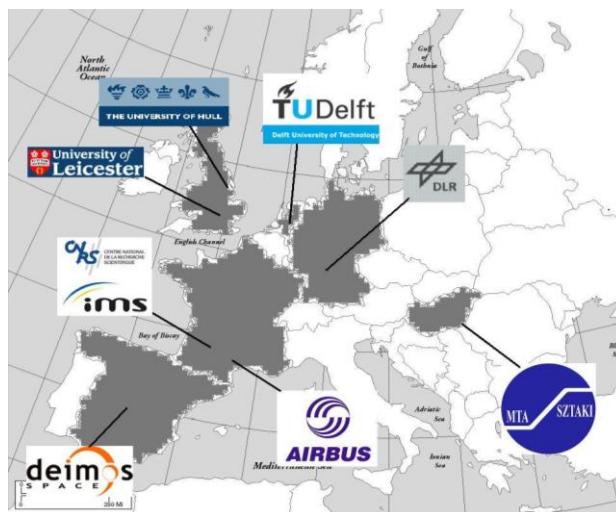 North
Atlantic
Ocean
Gulf
of
Bothnia
THE UNIVERSITY OF HULL
TUDelft
Delft University of Technology
University of
Leicester
DLR
English Channel
CNRS
CENTRE NATIONAL
DE LA RECHERCHE
SCIENTIFIQUE
ims
Bay of Biscay
AIRBUS
MTA
SZTAKI
Adriatic
Sea
Ionian
Sea
Mediterranean Sea
deimos
SPACE